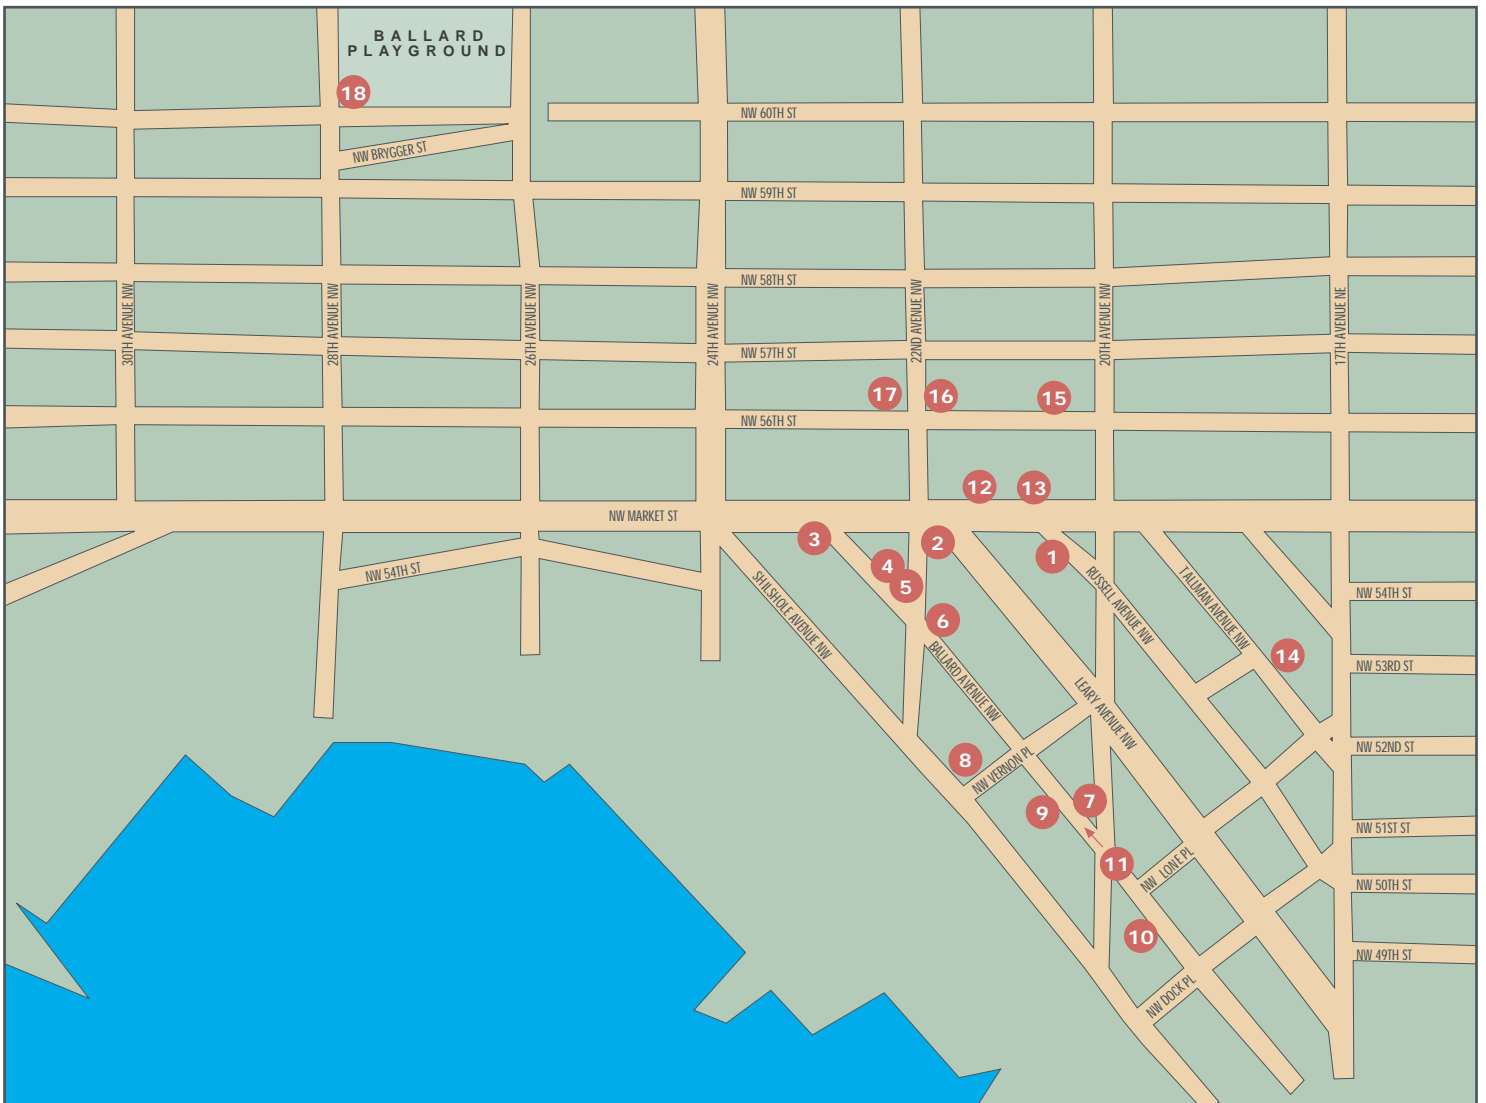 BALLARD
PLAYGROUND
18
NW 60TH ST
NW BRYGGER ST
NW 59TH ST
NW 58TH ST
30TH AVENUE NW
28TH AVENUE NW
26TH AVENUE NW
24TH AVENUE NW
22ND AVENUE NW
20TH AVENUE NW
17TH AVENUE NE
NW 57TH ST
17
16
15
NW 56TH ST
12
13
NW MARKET ST
3
2
1
4
5
NW 54TH ST
SHILSHOLE AVENUE NW
RUSSELL AVENUE NW
TALLMAN AVENUE NW
NW 54TH ST
6
BALLARD AVENUE NW
14
NW 53RD ST
LEARY AVENUE NW
NW 52ND ST
8
NW VERNON PL
9
7
NW 51ST ST
11
NW LONE PL
NW 50TH ST
10
NW 49TH ST
NW DOCK PL